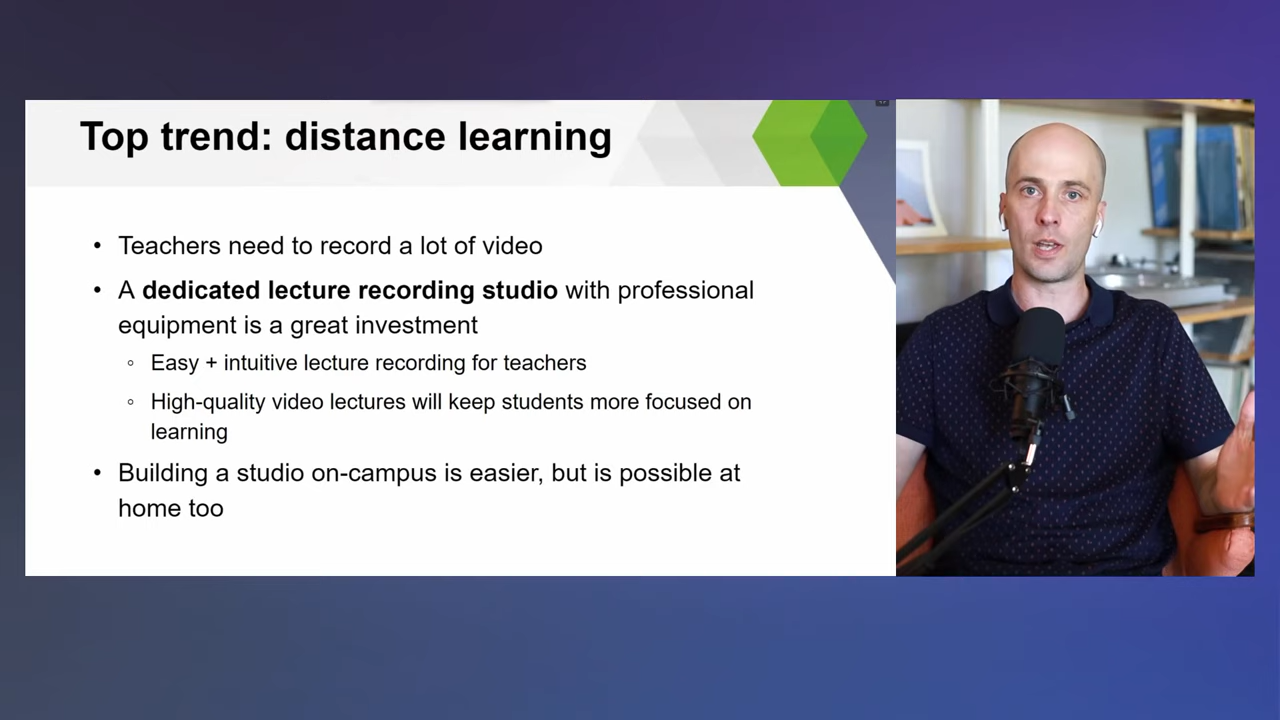 Top trend: distance learning
• Teachers need to record a lot of video
• A dedicated lecture recording studio with professional
equipment is a great investment
◦ Easy + intuitive lecture recording for teachers
◦ High-quality video lectures will keep students more focused on
learning
• Building a studio on-campus is easier, but is possible at
home too